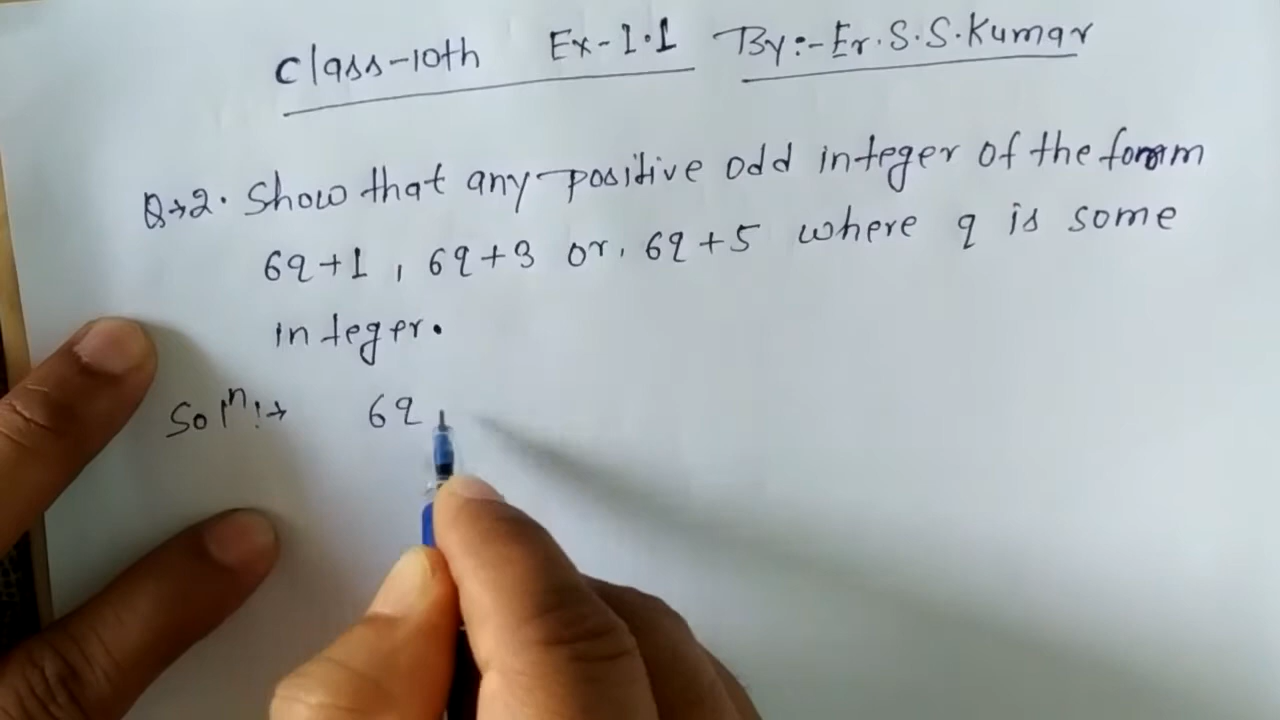 Class-10th Ex-1.1 By:-Er.S.S.Kumar
Q→2. Show that any positive odd integer of the form
6q+1, 6q+3 or, 6q+5 where q is some
integer.
Solⁿ:→ 6q